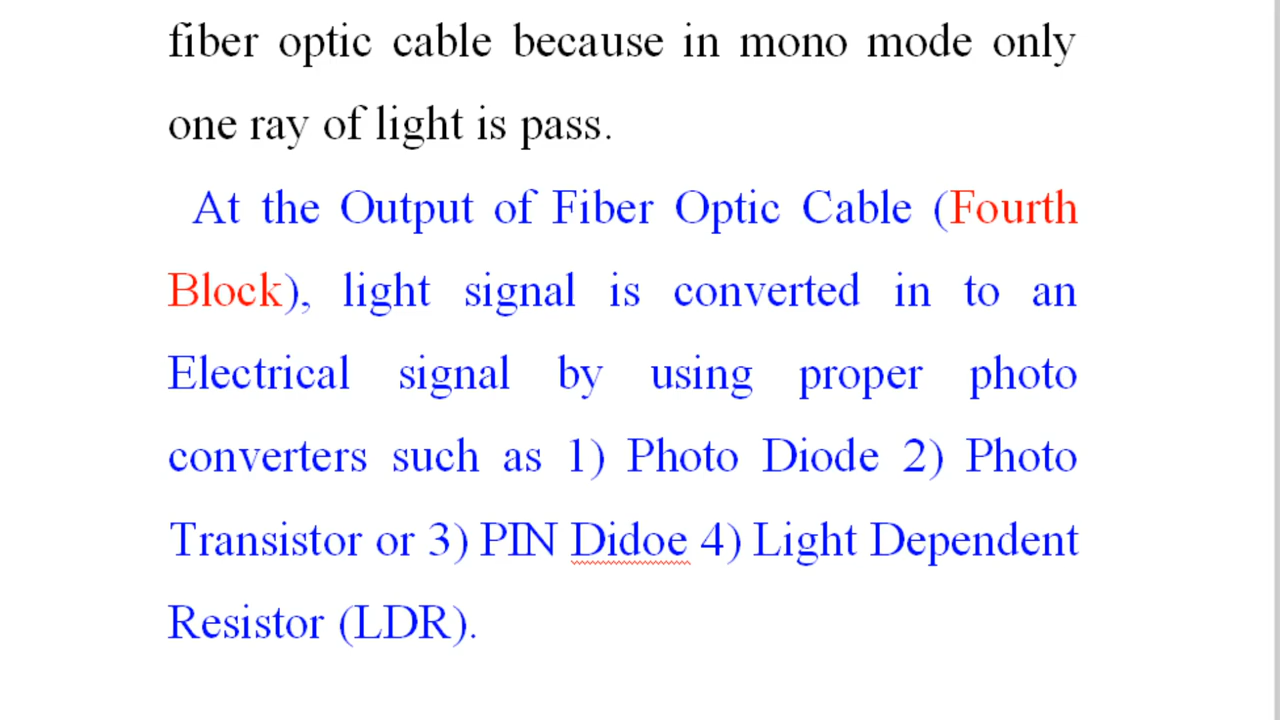 fiber optic cable because in mono mode only
one ray of light is pass.
At the Output of Fiber Optic Cable (Fourth
Block), light signal is converted in to an
Electrical signal by using proper photo
converters such as 1) Photo Diode 2) Photo
Transistor or 3) PIN Didoe 4) Light Dependent
Resistor (LDR).